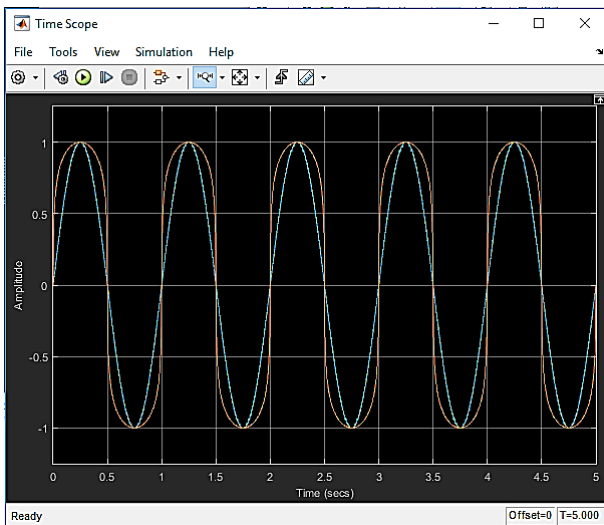 Time Scope
File Tools View Simulation Help
1
0.5
0
-0.5
-1
Amplitude
0 0.5 1 1.5 2 2.5 3 3.5 4 4.5 5
Time (secs)
Ready Offset=0 T=5.000